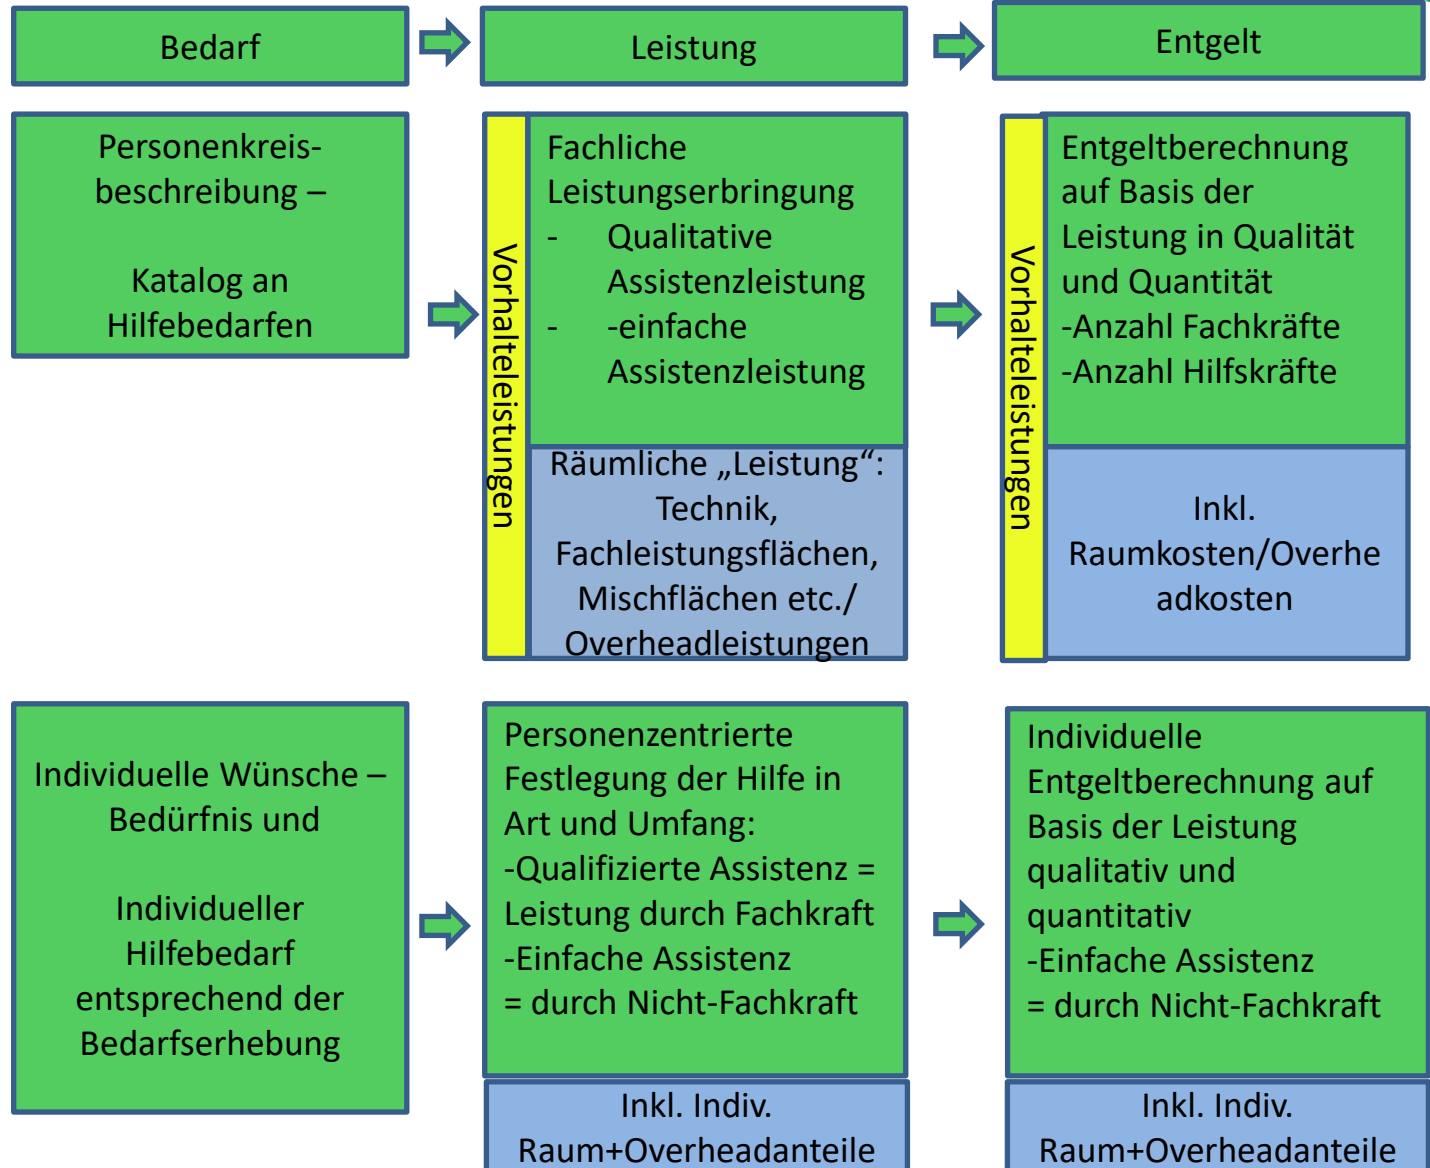 Bedarf
Leistung
Entgelt
Personenkreis-
beschreibung –
Katalog an
Hilfebedarfen
Vorhalteleistungen
Fachliche
Leistungserbringung
- Qualitative
Assistenzleistung
- -einfache
Assistenzleistung
Räumliche „Leistung“:
Technik,
Fachleistungsflächen,
Mischflächen etc./
Overheadleistungen
Vorhalteleistungen
Entgeltberechnung
auf Basis der
Leistung in Qualität
und Quantität
-Anzahl Fachkräfte
-Anzahl Hilfskräfte
Inkl.
Raumkosten/Overhe
adkosten
Individuelle Wünsche –
Bedürfnis und
Individueller
Hilfebedarf
entsprechend der
Bedarfserhebung
Personenzentrierte
Festlegung der Hilfe in
Art und Umfang:
-Qualifizierte Assistenz =
Leistung durch Fachkraft
-Einfache Assistenz
= durch Nicht-Fachkraft
Inkl. Indiv.
Raum+Overheadanteile
Individuelle
Entgeltberechnung auf
Basis der Leistung
qualitativ und
quantitativ
-Einfache Assistenz
= durch Nicht-Fachkraft
Inkl. Indiv.
Raum+Overheadanteile